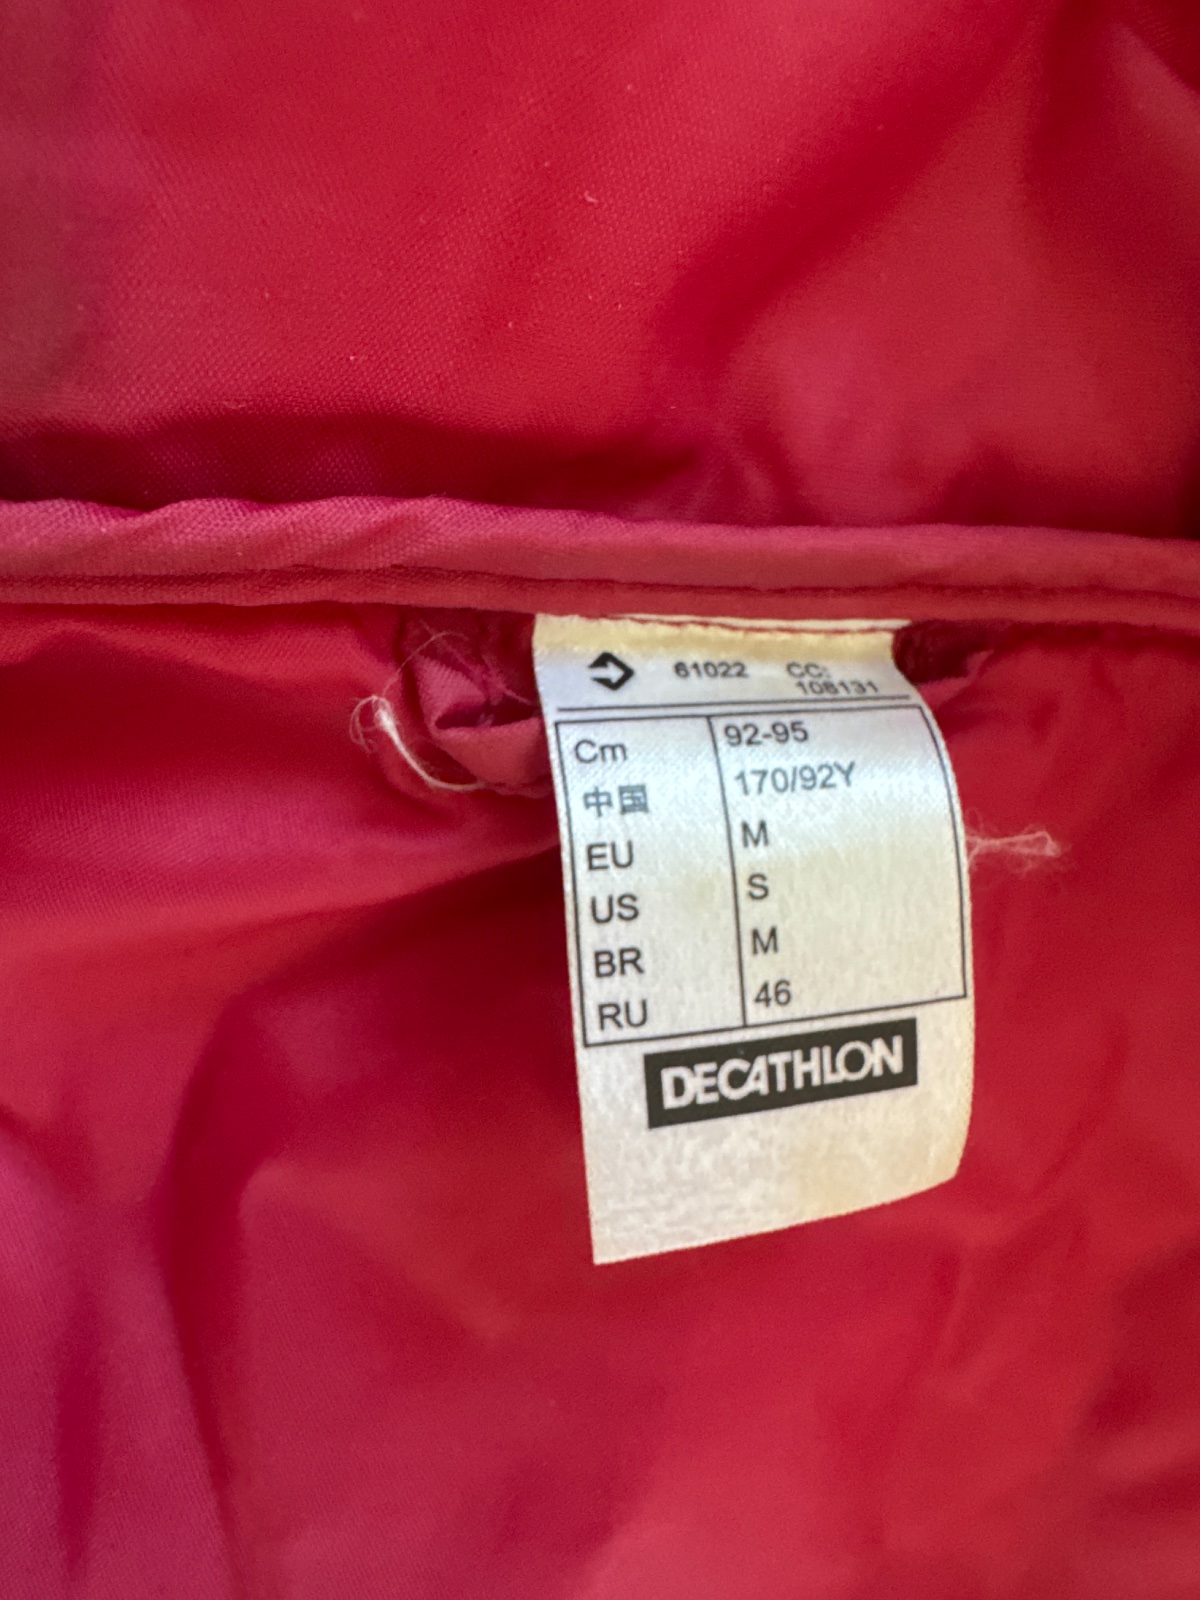 61022 CC:
108131
Cm 92-95
中国 170/92Y
EU M
US S
BR M
RU 46
DECATHLON